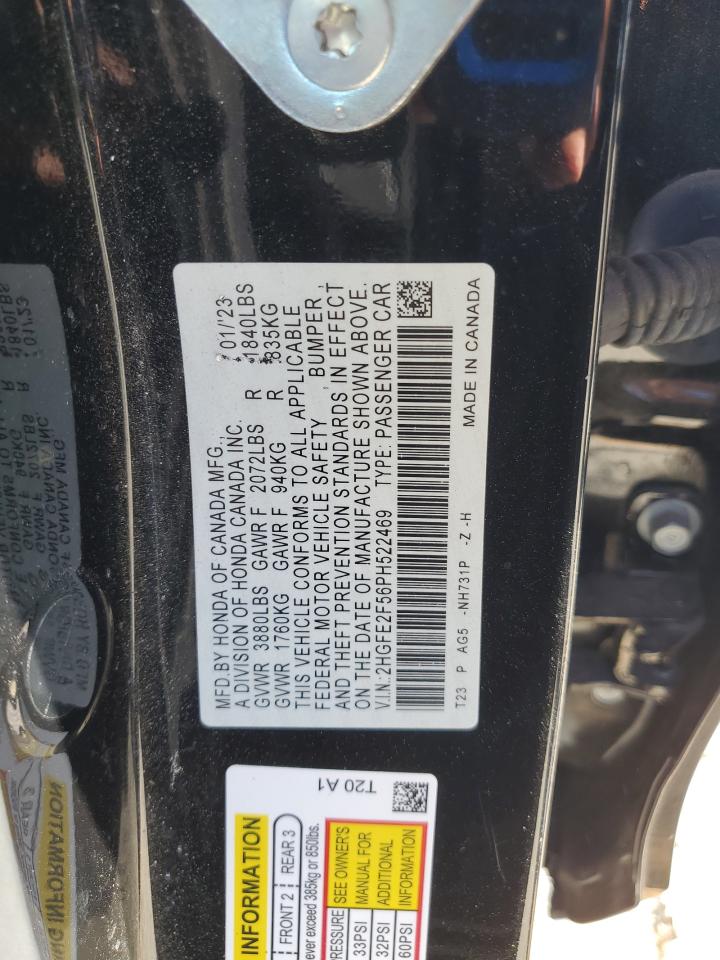 MFD.BY HONDA OF CANADA MFG., 01/'23
A DIVISION OF HONDA CANADA INC.
GVWR 3880LBS GAWR F 2072LBS R 1840LBS
GVWR 1760KG GAWR F 940KG R 835KG
THIS VEHICLE CONFORMS TO ALL APPLICABLE
FEDERAL MOTOR VEHICLE SAFETY, BUMPER,
AND THEFT PREVENTION STANDARDS IN EFFECT
ON THE DATE OF MANUFACTURE SHOWN ABOVE.
V.I.N.:2HGFE2F56PH522469 TYPE: PASSENGER CAR
T23 P AG5 -NH731P -Z -H
MADE IN CANADA
T20 A1
INFORMATION
FRONT 2 REAR 3
ever exceed 385kg or 850lbs.
PRESSURE SEE OWNER'S
33PSI MANUAL FOR
32PSI ADDITIONAL
60PSI INFORMATION